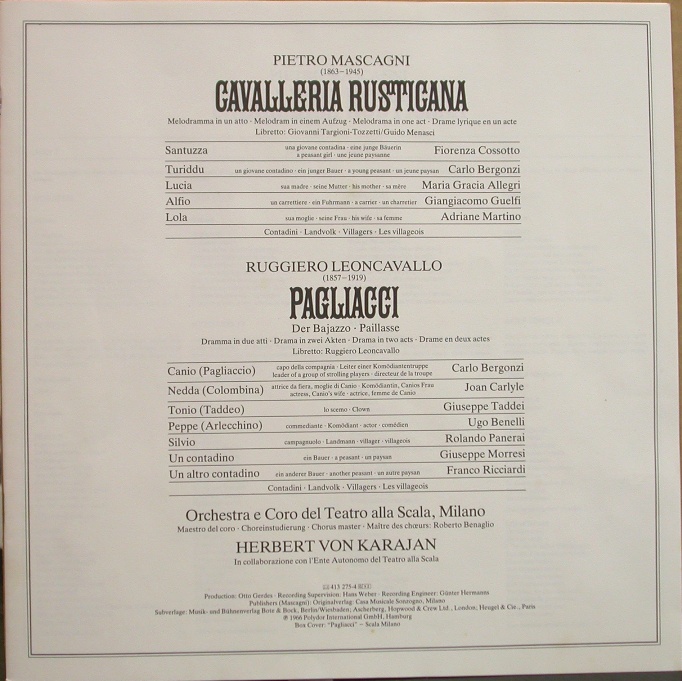 PIETRO MASCAGNI
(1863–1945)
CAVALLERIA RUSTICANA
Melodramma in un atto · Melodram in einem Aufzug · Melodrama in one act · Drame lyrique en un acte
Libretto: Giovanni Targioni-Tozzetti/Guido Menasci
Santuzza una giovane contadina · eine junge Bäuerin Fiorenza Cossotto
a peasant girl · une jeune paysanne
Turiddu un giovane contadino · ein junger Bauer · a young peasant · un jeune paysan Carlo Bergonzi
Lucia sua madre · seine Mutter · his mother · sa mère Maria Gracia Allegri
Alfio un carrettiere · ein Fuhrmann · a carrier · un charretier Giangiacomo Guelfi
Lola sua moglie · seine Frau · his wife · sa femme Adriane Martino
Contadini · Landvolk · Villagers · Les villageois
RUGGIERO LEONCAVALLO
(1857–1919)
PAGLIACCI
Der Bajazzo · Paillasse
Dramma in due atti · Drama in zwei Akten · Drama in two acts · Drame en deux actes
Libretto: Ruggiero Leoncavallo
Canio (Pagliaccio) capo della compagnia · Leiter einer Komödiantentruppe Carlo Bergonzi
leader of a group of strolling players · directeur de la troupe
Nedda (Colombina) attrice da fiera, moglie di Canio · Komödiantin, Canios Frau Joan Carlyle
actress, Canio's wife · actrice, femme de Canio
Tonio (Taddeo) lo scemo · Clown Giuseppe Taddei
Peppe (Arlecchino) commediante · Komödiant · actor · comédien Ugo Benelli
Silvio campagnuolo · Landmann · villager · villageois Rolando Panerai
Un contadino ein Bauer · a peasant · un paysan Giuseppe Morresi
Un altro contadino ein anderer Bauer · another peasant · un autre paysan Franco Ricciardi
Contadini · Landvolk · Villagers · Les villageois
Orchestra e Coro del Teatro alla Scala, Milano
Maestro del coro · Choreinstudierung · Chorus master · Maître des chœurs: Roberto Benaglio
HERBERT VON KARAJAN
In collaborazione con l'Ente Autonomo del Teatro alla Scala
413 275-4
Production: Otto Gerdes · Recording Supervision: Hans Weber · Recording Engineer: Günter Hermanns
Publishers (Mascagni): Originalverlag: Casa Musicale Sonzogno, Milano
Subverlage: Musik- und Bühnenverlag Bote & Bock, Berlin/Wiesbaden; Ascherberg, Hopwood & Crew Ltd., London, Heugel & Cie., Paris
℗ 1966 Polydor International GmbH, Hamburg
Box Cover: "Pagliacci" – Scala Milano